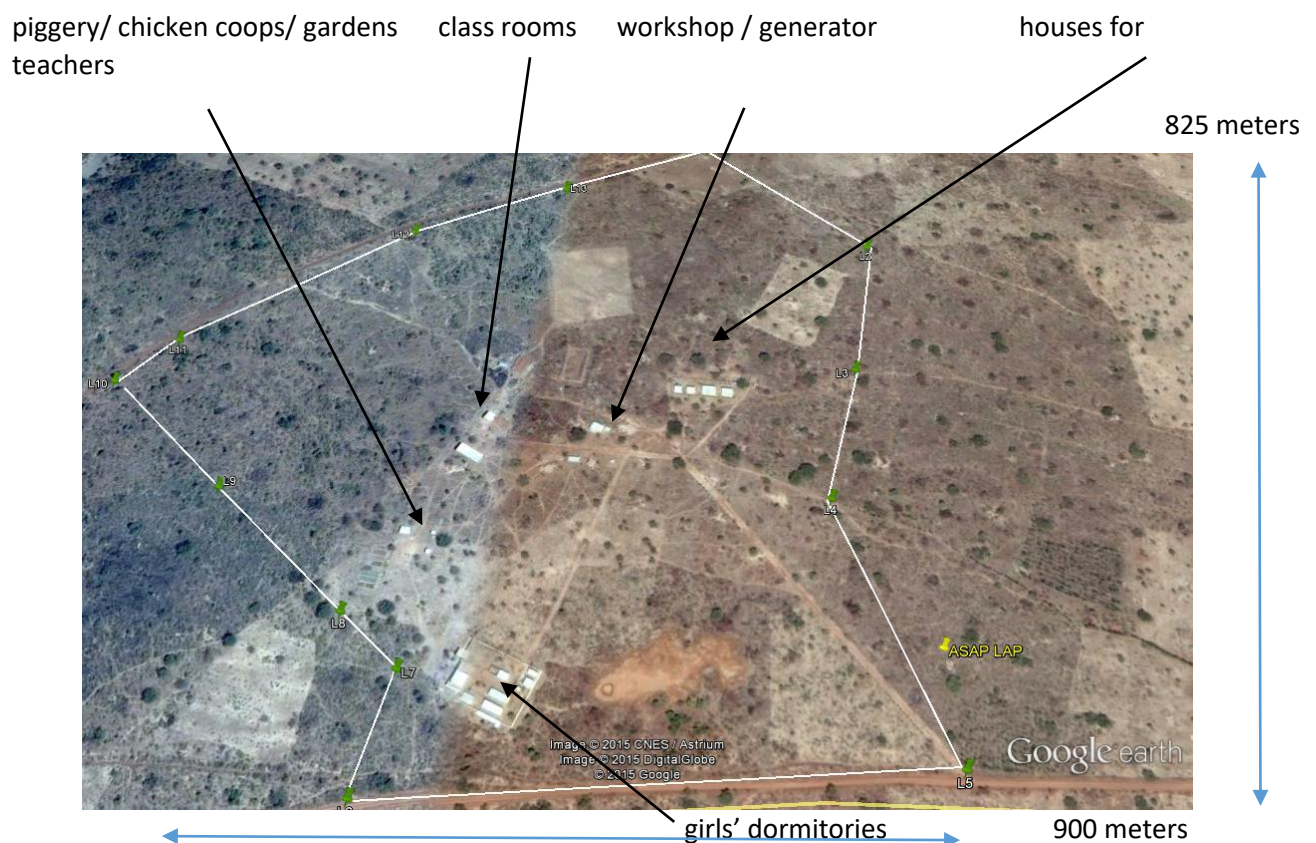 piggery/ chicken coops/ gardens class rooms workshop / generator houses for
teachers
825 meters
L13
L12
L2
L11
L3
L10
L9
L4
L8
ASAP LAP
L7
Image © 2015 CNES / Astrium
Image © 2015 DigitalGlobe
© 2015 Google
Google earth
L5
girls’ dormitories
900 meters